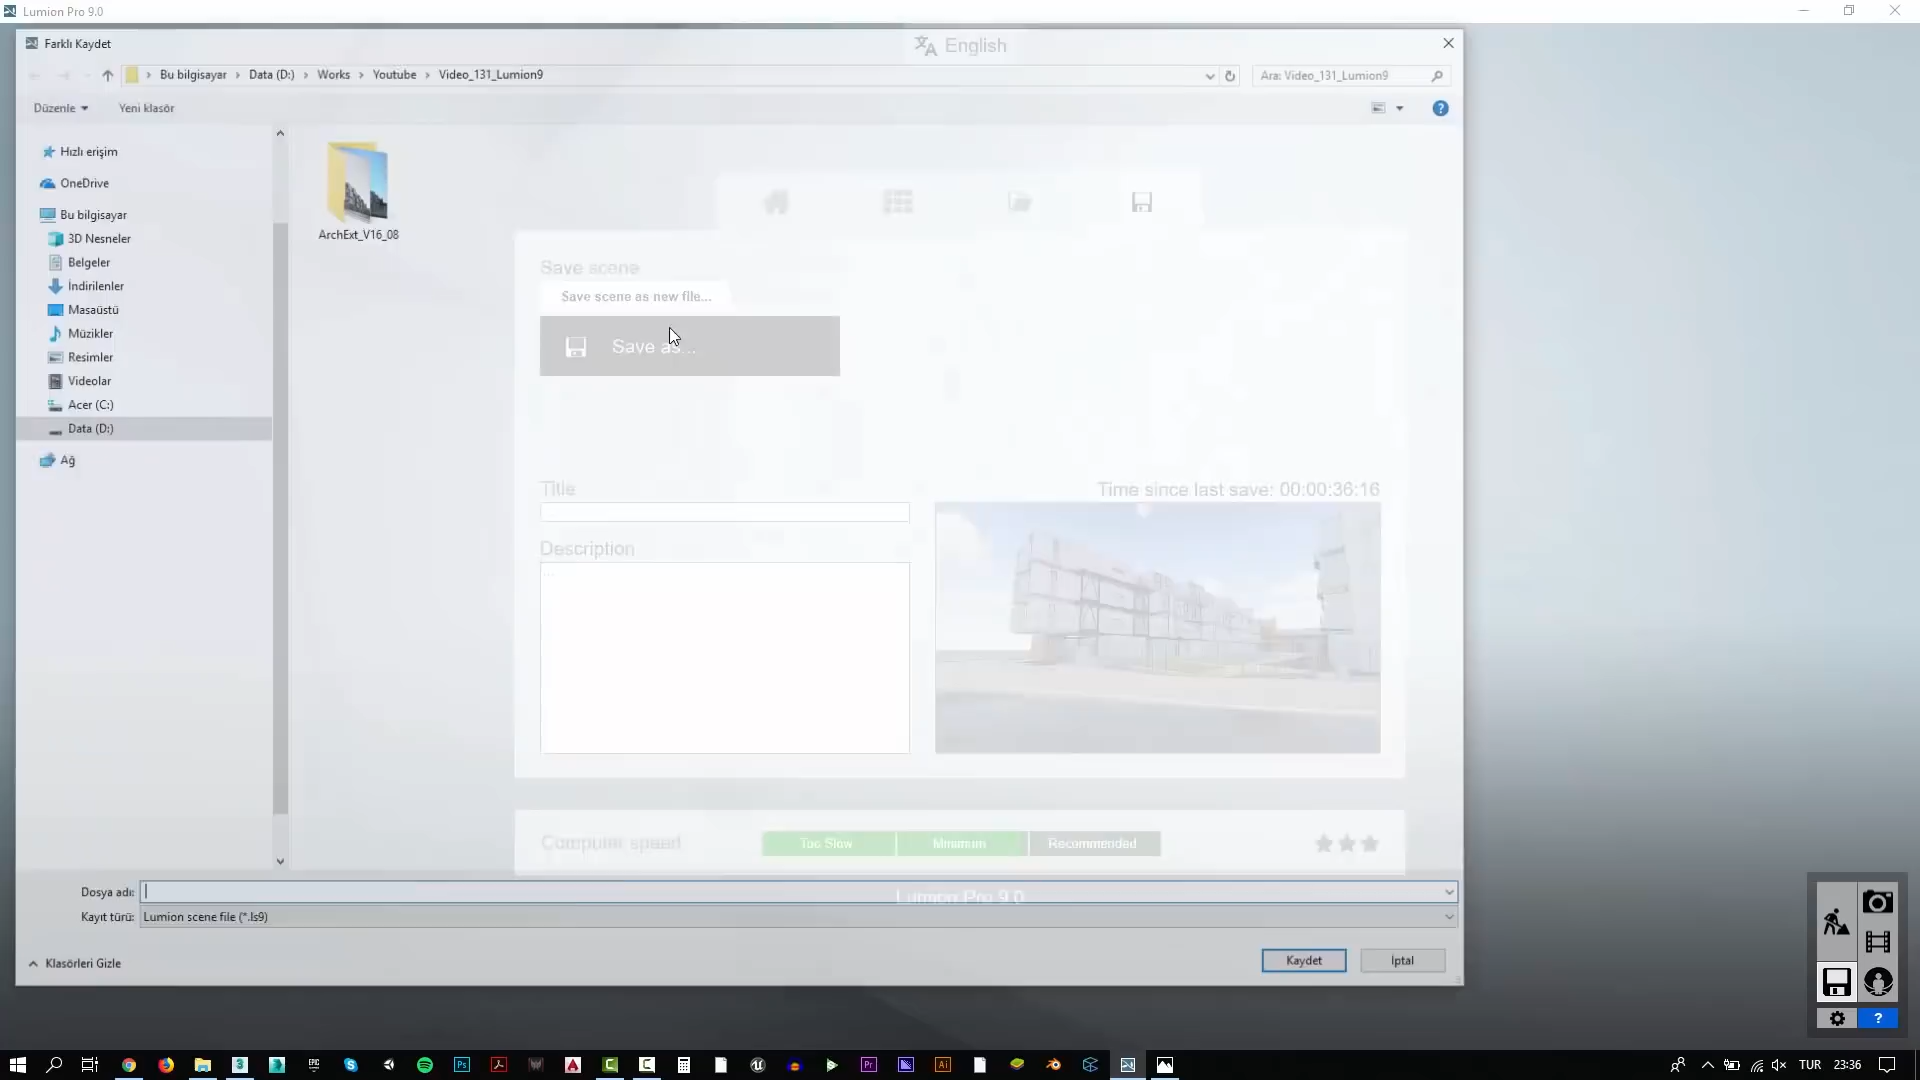 Lumion Pro 9.0
Farklı Kaydet
English
Bu bilgisayar
Data (D:)
Works
Youtube
Video_131_Lumion9
Ara: Video_131_Lumion9
Düzenle
Yeni klasör
?
Hızlı erişim
OneDrive
Bu bilgisayar
3D Nesneler
Belgeler
İndirilenler
Masaüstü
Müzikler
Resimler
Videolar
Acer (C:)
Data (D:)
Ağ
ArchExt_V16_08
Save scene
Save scene as new file...
Save as...
Title
Time since last save: 00:00:36:16
Description
...
Computer speed
Too Slow
Minimum
Recommended
Dosya adı:
Lumion Pro 9.0
Kayıt türü:
Lumion scene file (*.ls9)
Klasörleri Gizle
Kaydet
İptal
?
TUR
23:36